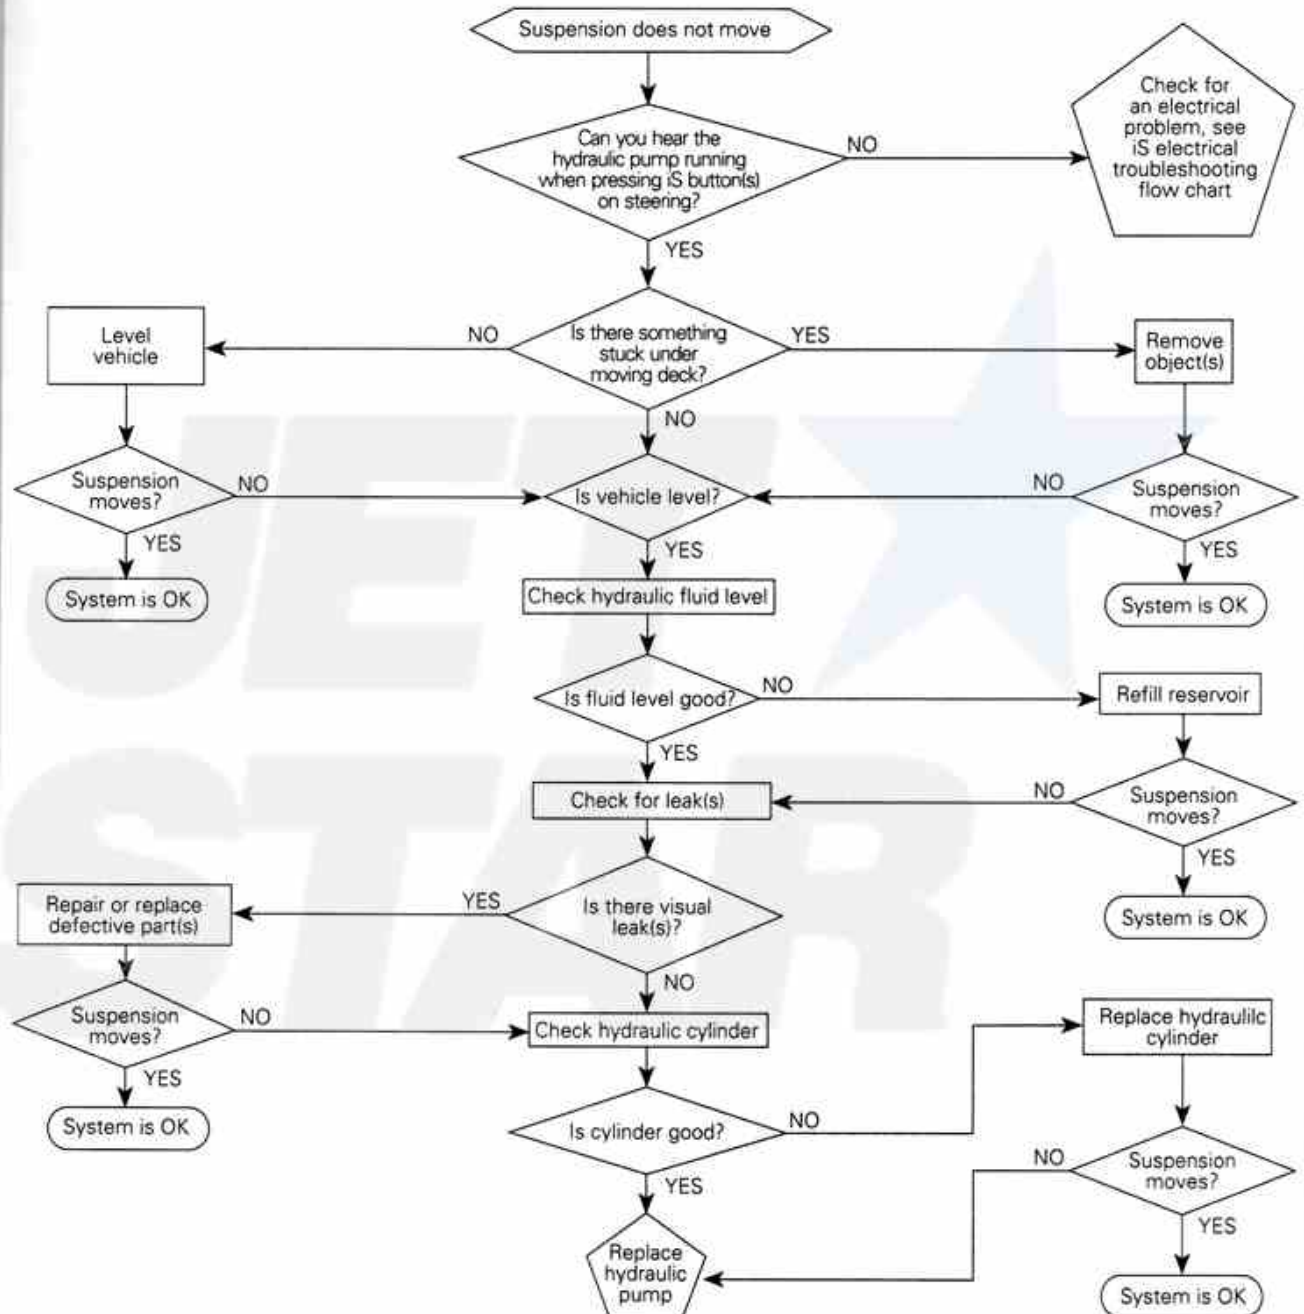 Suspension does not move
Can you hear the
hydraulic pump running
when pressing iS button(s)
on steering?
NO
Check for
an electrical
problem, see
iS electrical
troubleshooting
flow chart
YES
Level
vehicle
NO
Is there something
stuck under
moving deck?
YES
Remove
object(s)
NO
Suspension
moves?
NO
Is vehicle level?
NO
Suspension
moves?
YES
System is OK
YES
YES
System is OK
Check hydraulic fluid level
Is fluid level good?
NO
Refill reservoir
YES
Check for leak(s)
NO
Suspension
moves?
YES
System is OK
Repair or replace
defective part(s)
YES
Is there visual
leak(s)?
NO
Suspension
moves?
NO
Check hydraulic cylinder
Replace hydraulilc
cylinder
YES
System is OK
Is cylinder good?
NO
NO
Suspension
moves?
YES
YES
Replace
hydraulic
pump
System is OK
JET
STAR